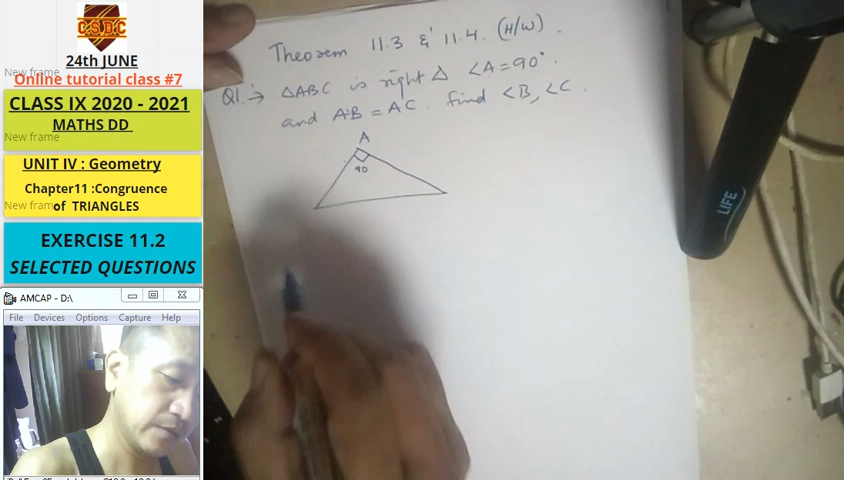 CSDC
24th JUNE
New frame
Online tutorial class #7
CLASS IX 2020 - 2021
MATHS DD
New frame
UNIT IV : Geometry
Chapter11 :Congruence
New fram of TRIANGLES
EXERCISE 11.2
SELECTED QUESTIONS
AMCAP - D:\
File Devices Options Capture Help
Theorem 11.3 & 11.4. (H/W).
Q1. → △ABC is right △ <A = 90°.
and AB = AC. find <B, <C.
A
90
LIFE